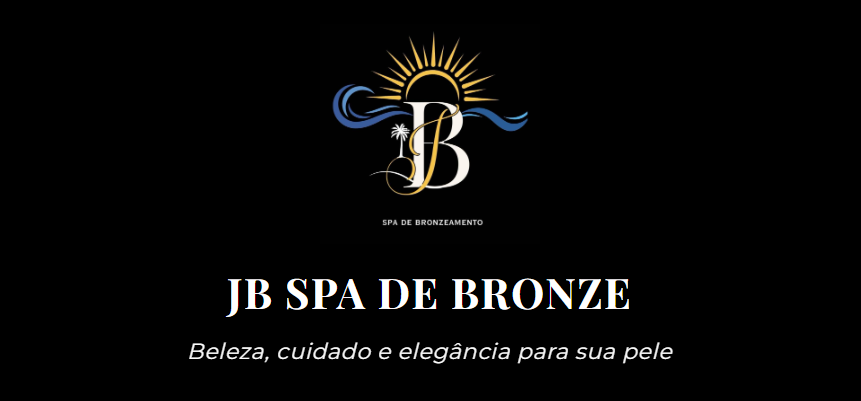 JB
SPA DE BRONZEAMENTO
JB SPA DE BRONZE
Beleza, cuidado e elegância para sua pele